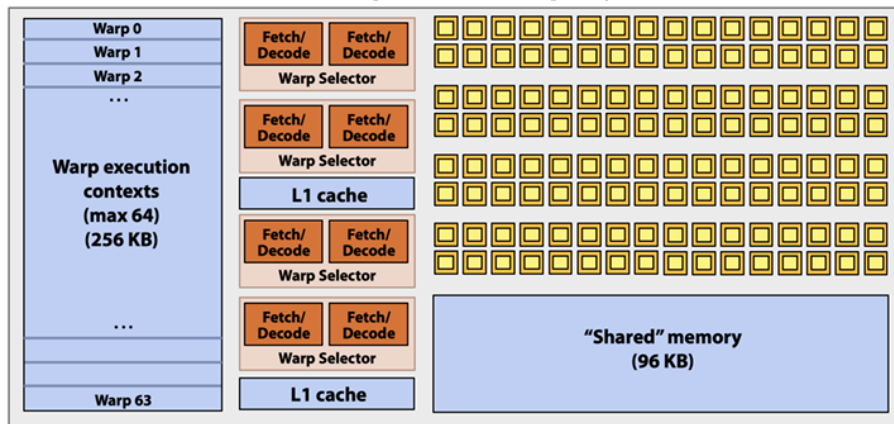 Warp 0
Warp 1
Warp 2
...
Warp execution
contexts
(max 64)
(256 KB)
...
Warp 63
Fetch/
Decode
Fetch/
Decode
Warp Selector
Fetch/
Decode
Fetch/
Decode
Warp Selector
L1 cache
Fetch/
Decode
Fetch/
Decode
Warp Selector
Fetch/
Decode
Fetch/
Decode
Warp Selector
L1 cache
“Shared” memory
(96 KB)